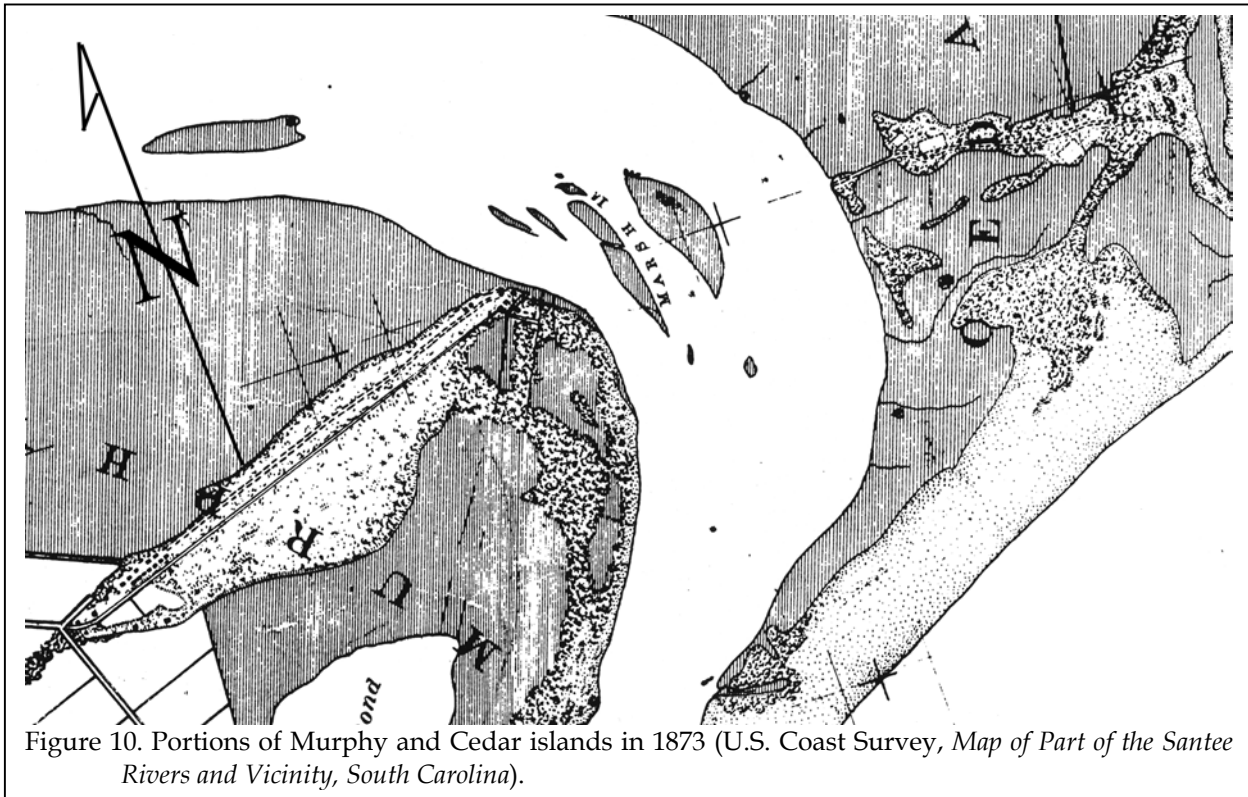 N
MARSH
C E D A
M U R P H
ond
Figure 10. Portions of Murphy and Cedar islands in 1873 (U.S. Coast Survey, Map of Part of the Santee
Rivers and Vicinity, South Carolina).